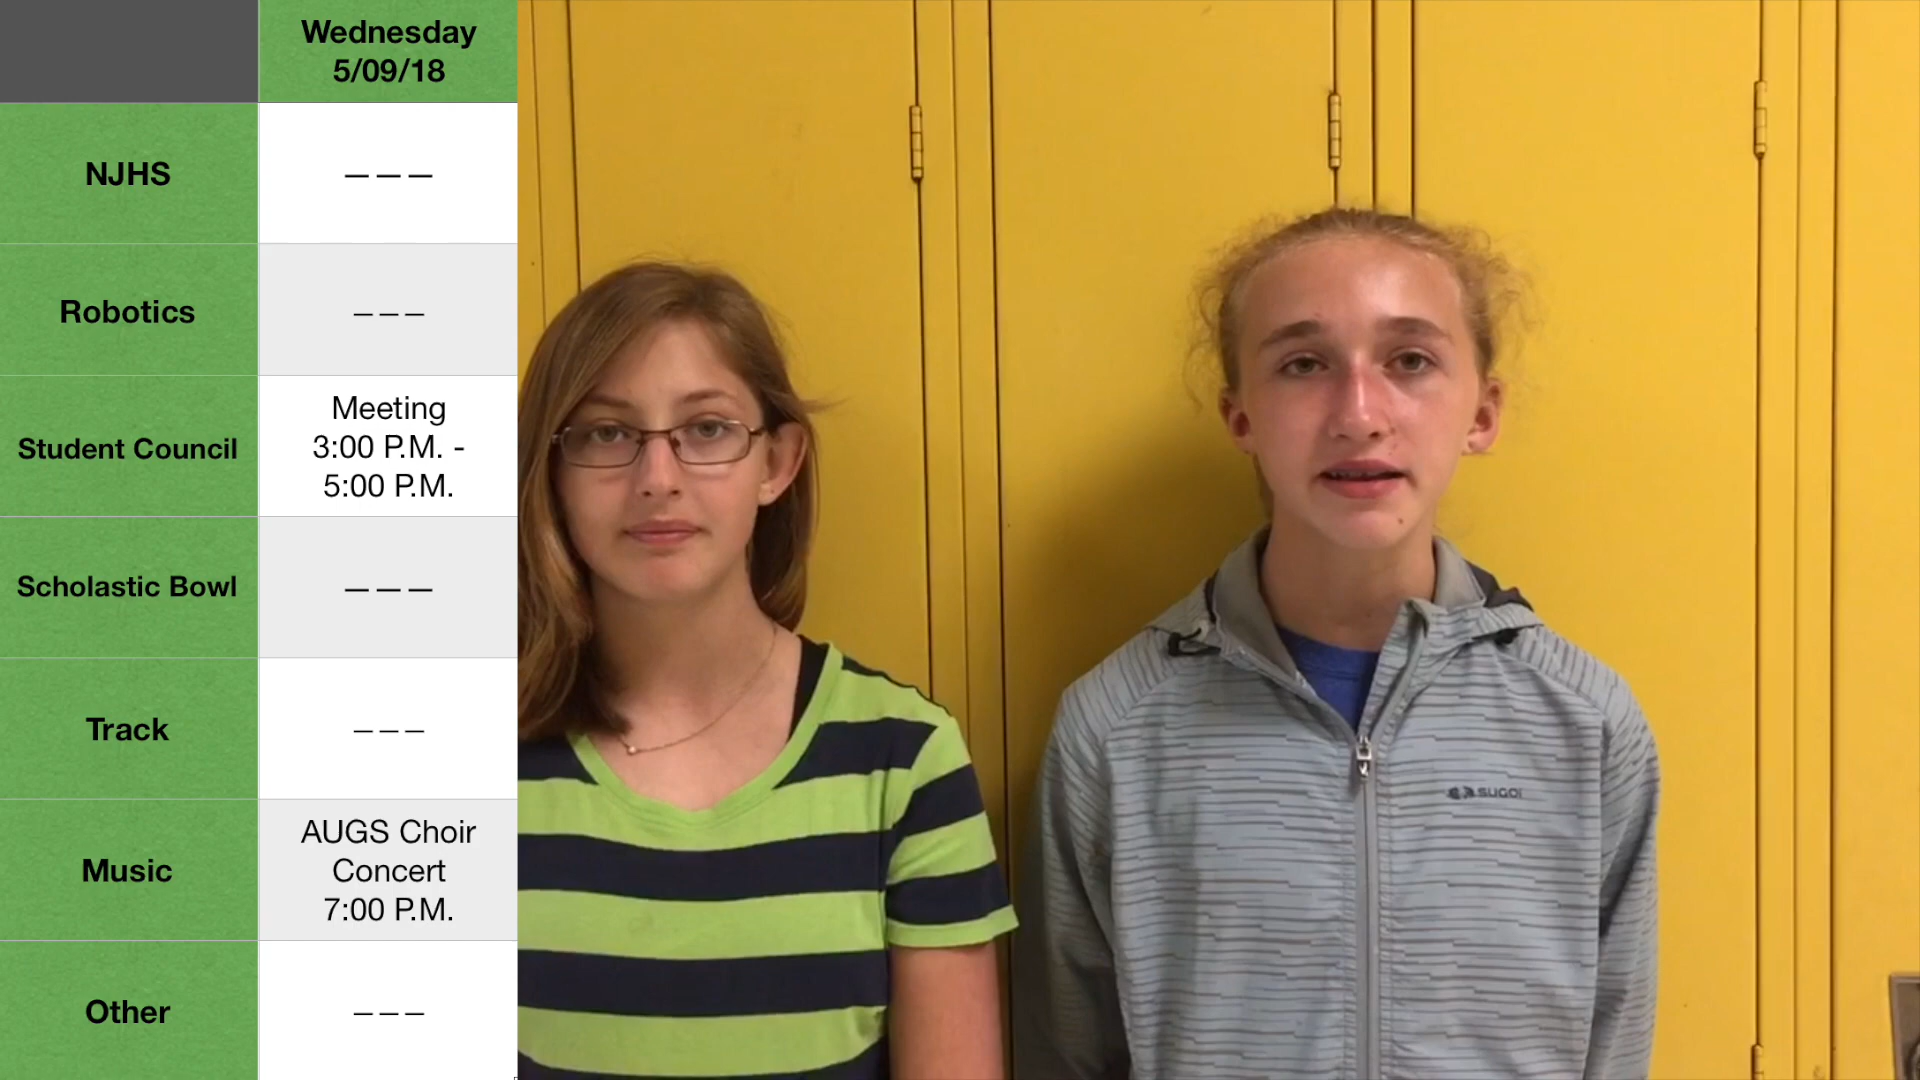 Wednesday
5/09/18
NJHS
– – –
Robotics
– – –
Student Council
Meeting
3:00 P.M. -
5:00 P.M.
Scholastic Bowl
– – –
Track
– – –
Music
AUGS Choir
Concert
7:00 P.M.
Other
– – –
SUGOI